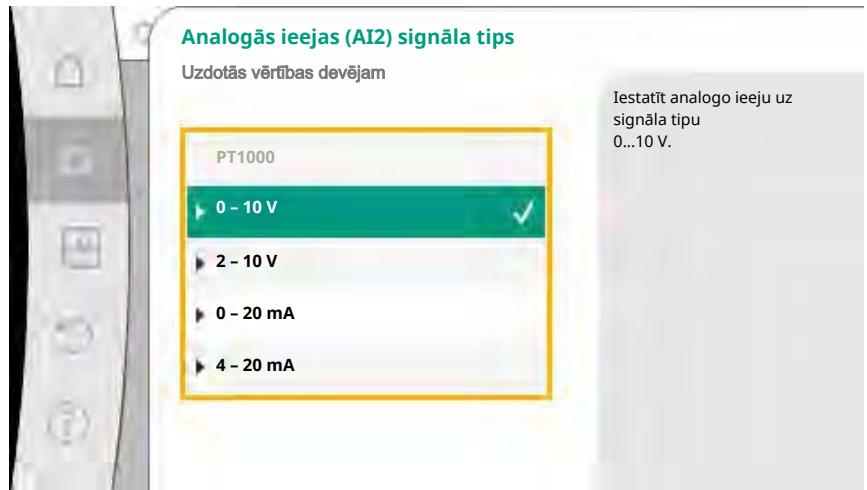 Analogās ieejas (AI2) signāla tips
Uzdotās vērtības devējam
PT1000
0 – 10 V
2 – 10 V
0 – 20 mA
4 – 20 mA
Iestatīt analogo ieeju uz
signāla tipu
0...10 V.